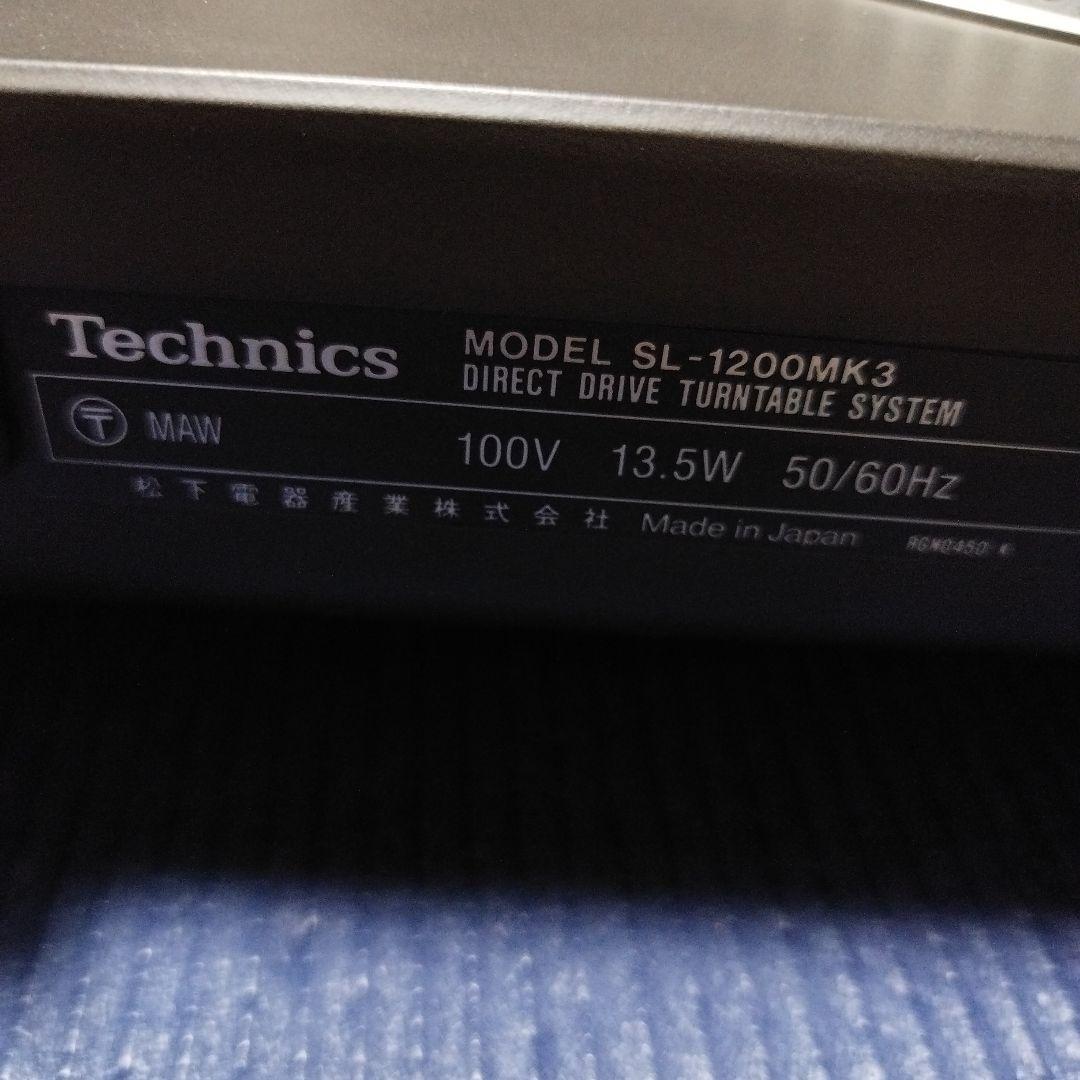 Technics
MODEL SL-1200MK3
DIRECT DRIVE TURNTABLE SYSTEM
〒 MAW 100V 13.5W 50/60Hz
松下電器産業株式会社 Made in Japan